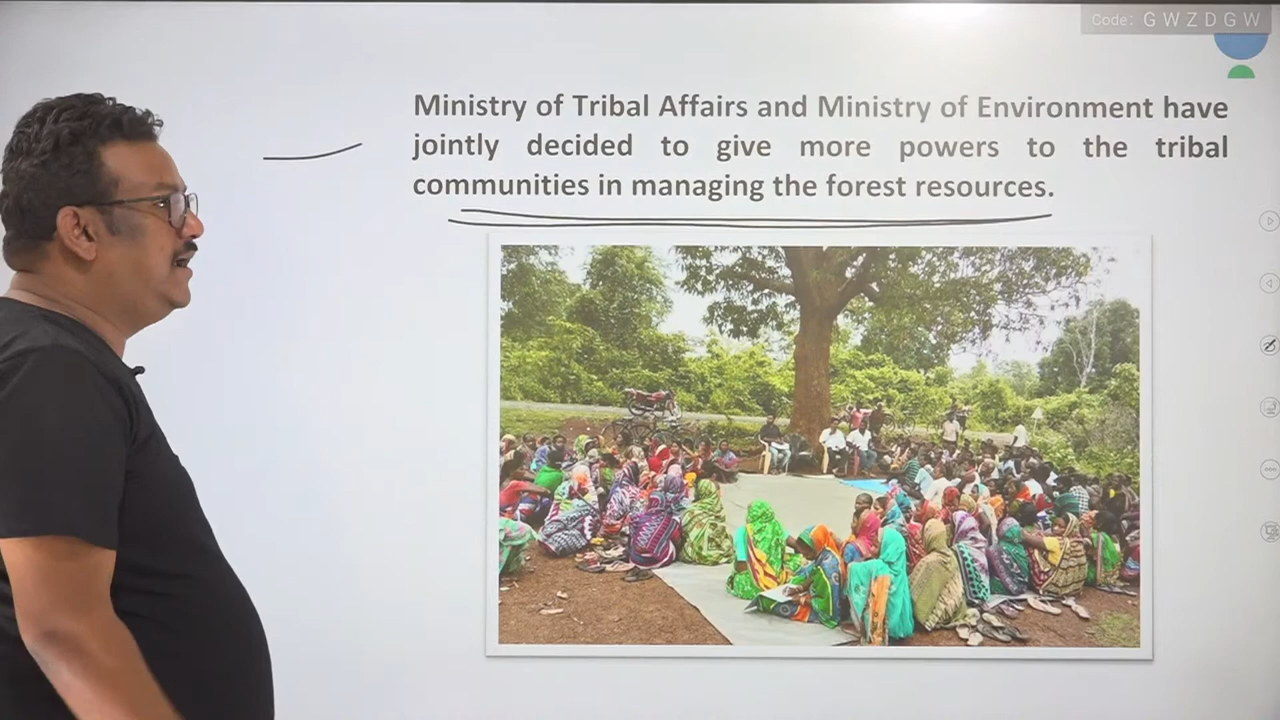 Code: G W Z D G W
Ministry of Tribal Affairs and Ministry of Environment have
jointly decided to give more powers to the tribal
communities in managing the forest resources.